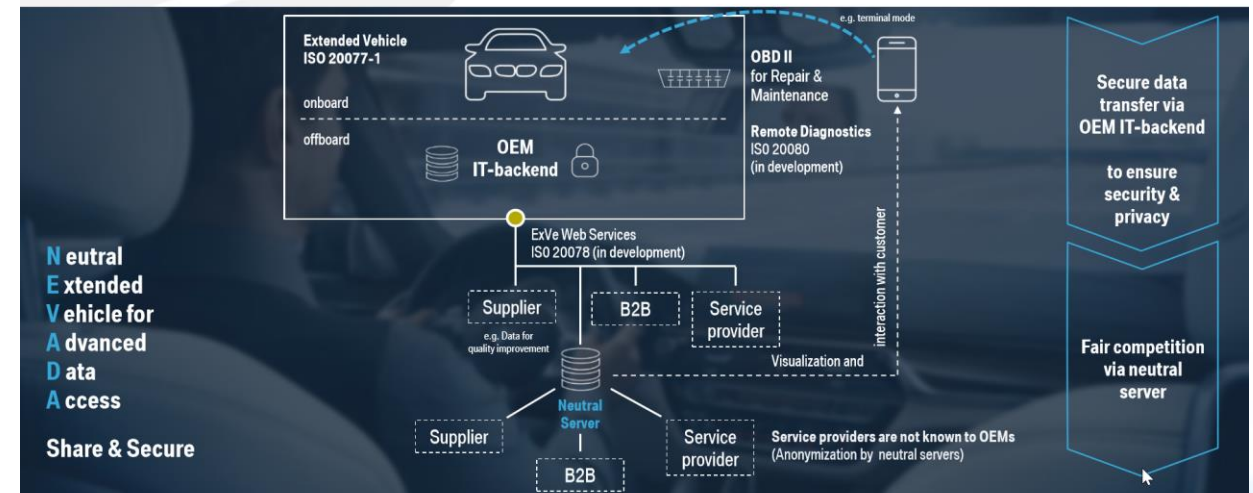 e.g. terminal mode
Extended Vehicle
ISO 20077-1
onboard
offboard
OEM
IT-backend
OBD II
for Repair &
Maintenance
Remote Diagnostics
ISO 20080
(in development)
ExVe Web Services
ISO 20078 (in development)
Supplier
e.g. Data for
quality improvement
B2B
Service
provider
Visualization and
interaction with customer
Neutral
Server
Supplier
B2B
Service
provider
Service providers are not known to OEMs
(Anonymization by neutral servers)
N eutral
E xtended
V ehicle for
A dvanced
D ata
A ccess
Share & Secure
Secure data
transfer via
OEM IT-backend
to ensure
security &
privacy
Fair competition
via neutral
server